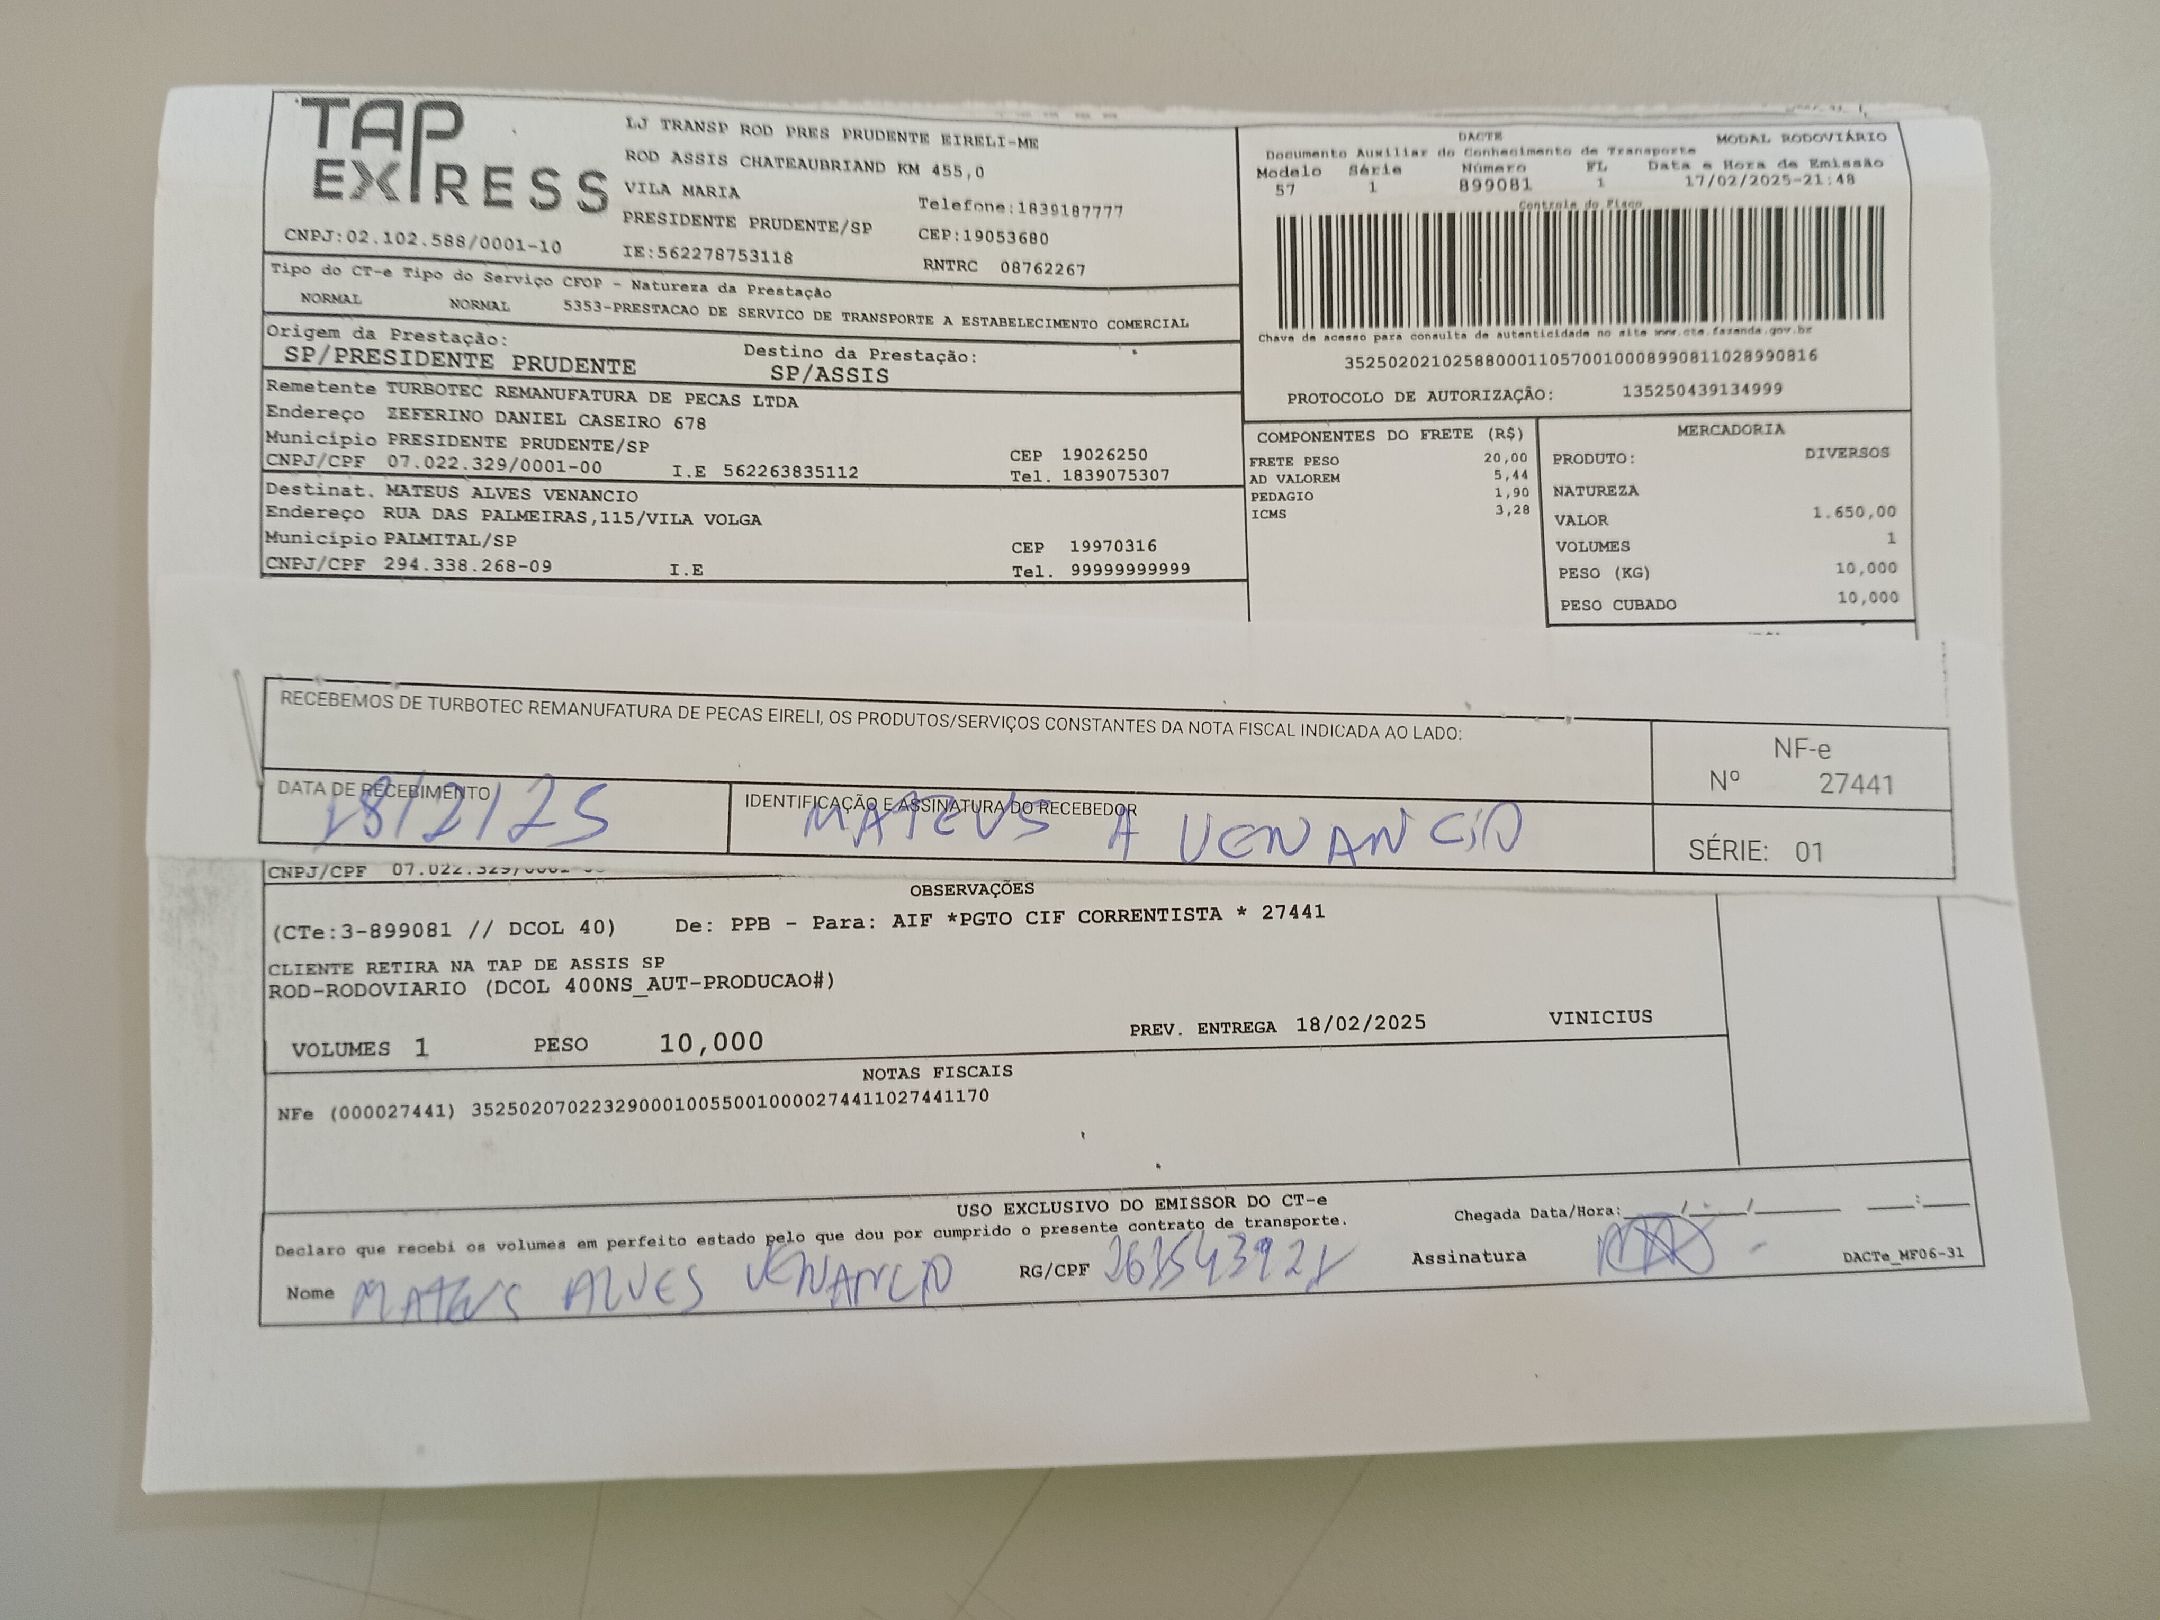 TAP EXPRESS
LJ TRANSP ROD PRES PRUDENTE EIRELI-ME
ROD ASSIS CHATEAUBRIAND KM 455,0
VILA MARIA
Telefone:1839187777
PRESIDENTE PRUDENTE/SP
CEP:19053680
CNPJ:02.102.588/0001-10
IE:562278753118
RNTRC 08762267
DACTE
MODAL RODOVIÁRIO
Documento Auxiliar do Conhecimento de Transporte
Modelo Série Número FL Data e Hora de Emissão
57 1 899081 1 17/02/2025-21:48
Controle do Fisco
Chave de acesso para consulta de autenticidade no site www.cte.fazenda.gov.br
35250202102588000110570010008990811028990816
PROTOCOLO DE AUTORIZAÇÃO: 135250439134999
Tipo do CT-e Tipo do Serviço CFOP - Natureza da Prestação
NORMAL NORMAL 5353-PRESTACAO DE SERVICO DE TRANSPORTE A ESTABELECIMENTO COMERCIAL
Origem da Prestação: Destino da Prestação:
SP/PRESIDENTE PRUDENTE SP/ASSIS
Remetente TURBOTEC REMANUFATURA DE PECAS LTDA
Endereço ZEFERINO DANIEL CASEIRO 678
Município PRESIDENTE PRUDENTE/SP CEP 19026250
CNPJ/CPF 07.022.329/0001-00 I.E 562263835112 Tel. 1839075307
Destinat. MATEUS ALVES VENANCIO
Endereço RUA DAS PALMEIRAS,115/VILA VOLGA
Município PALMITAL/SP CEP 19970316
CNPJ/CPF 294.338.268-09 I.E Tel. 99999999999
COMPONENTES DO FRETE (R$)
FRETE PESO 20,00
AD VALOREM 5,44
PEDAGIO 1,90
ICMS 3,28
MERCADORIA
PRODUTO: DIVERSOS
NATUREZA
VALOR 1.650,00
VOLUMES 1
PESO (KG) 10,000
PESO CUBADO 10,000
RECEBEMOS DE TURBOTEC REMANUFATURA DE PECAS EIRELI, OS PRODUTOS/SERVIÇOS CONSTANTES DA NOTA FISCAL INDICADA AO LADO:
NF-e
Nº 27441
SÉRIE: 01
DATA DE RECEBIMENTO
18/2/25
IDENTIFICAÇÃO E ASSINATURA DO RECEBEDOR
MATEUS A VENANCIO
CNPJ/CPF 07.022.329/
OBSERVAÇÕES
(CTe:3-899081 // DCOL 40) De: PPB - Para: AIF *PGTO CIF CORRENTISTA * 27441
CLIENTE RETIRA NA TAP DE ASSIS SP
ROD-RODOVIARIO (DCOL 400NS_AUT-PRODUCAO#)
VOLUMES 1 PESO 10,000 PREV. ENTREGA 18/02/2025 VINICIUS
NOTAS FISCAIS
NFe (000027441) 35250207022329000100550010000274411027441170
USO EXCLUSIVO DO EMISSOR DO CT-e
Declaro que recebi os volumes em perfeito estado pelo que dou por cumprido o presente contrato de transporte.
Chegada Data/Hora:___/___/___ ___:___
Nome MATEUS ALVES VENANCIO RG/CPF Assinatura
DACTe_MF06-31